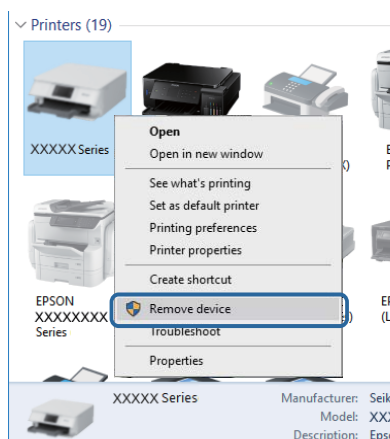 Printers (19)
XXXXX Series
Open
Open in new window
See what's printing
Set as default printer
Printing preferences
Printer properties
Create shortcut
Remove device
Troubleshoot
Properties
EPSON
XXXXXXXX
Series
XXXXX Series
Manufacturer:
Model:
Description: